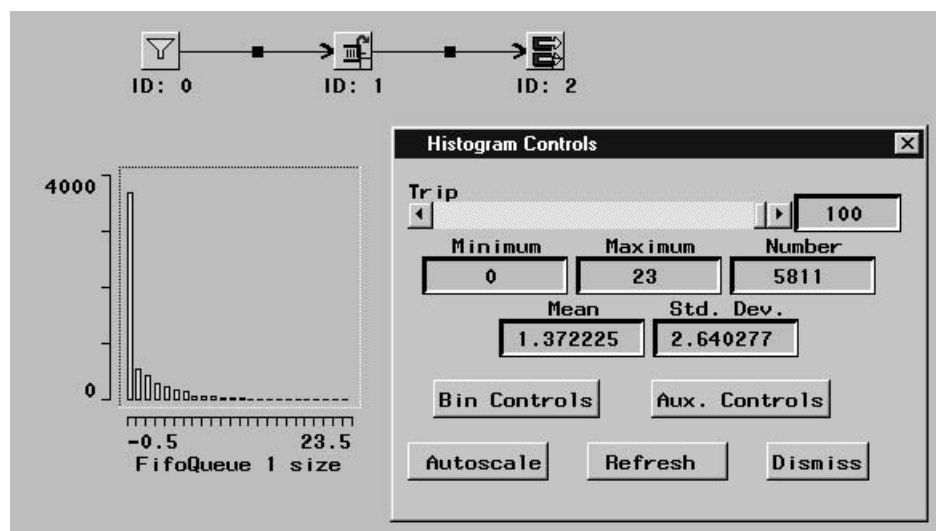 ID: 0
ID: 1
ID: 2
Histogram Controls
Trip
100
Minimum Maximum Number
0 23 5811
Mean Std. Dev.
1.372225 2.640277
Bin Controls Aux. Controls
Autoscale Refresh Dismiss
4000
0
-0.5 23.5
FifoQueue 1 size